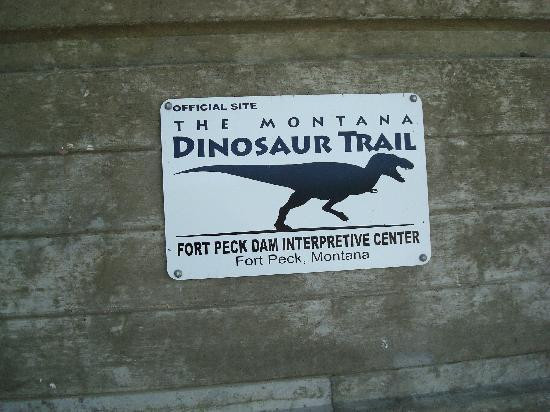 OFFICIAL SITE
THE MONTANA
DINOSAUR TRAIL
FORT PECK DAM INTERPRETIVE CENTER
Fort Peck, Montana